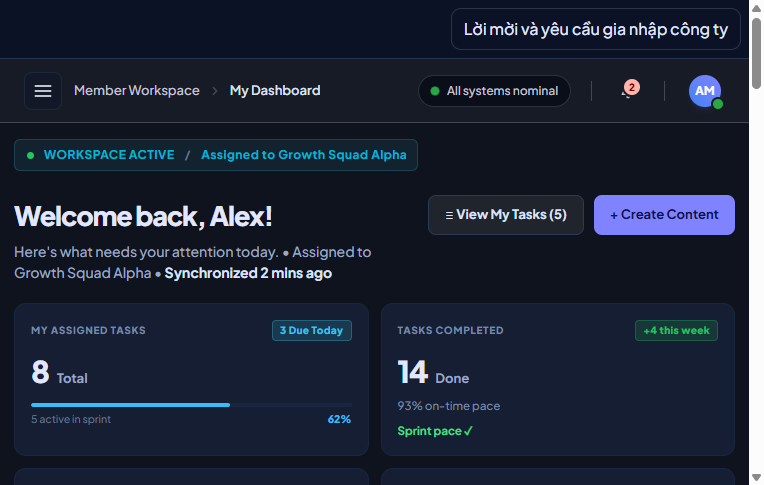 Lời mời và yêu cầu gia nhập công ty
Member Workspace > My Dashboard
All systems nominal
2
AM
WORKSPACE ACTIVE / Assigned to Growth Squad Alpha
Welcome back, Alex!
≡ View My Tasks (5)
+ Create Content
Here's what needs your attention today. • Assigned to
Growth Squad Alpha • Synchronized 2 mins ago
MY ASSIGNED TASKS
3 Due Today
8 Total
5 active in sprint
62%
TASKS COMPLETED
+4 this week
14 Done
93% on-time pace
Sprint pace ✓